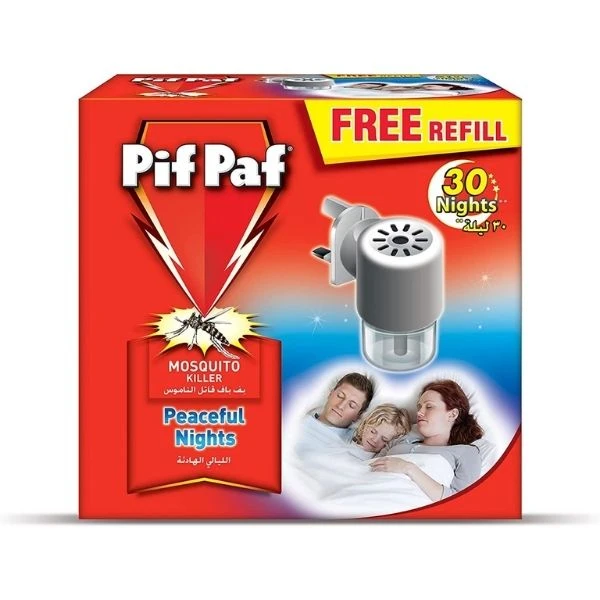 FREE REFILL
Pif Paf®
30
Nights**
**٣٠ ليلة
MOSQUITO
KILLER
بف باف قاتل الناموس
Peaceful
Nights
الليالي الهادئة